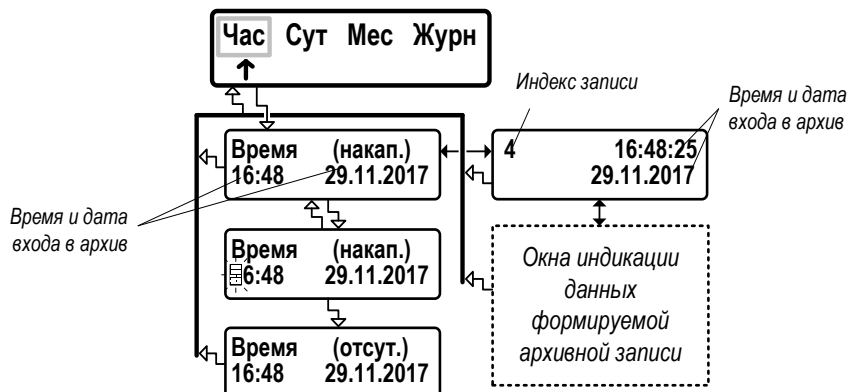 Час Сут Мес Журн
Индекс записи
Время и дата
входа в архив
Время (накап.)
16:48 29.11.2017
4 16:48:25
29.11.2017
Время и дата
входа в архив
Время (накап.)
6:48 29.11.2017
Окна индикации
данных
формируемой
архивной записи
Время (отсут.)
16:48 29.11.2017